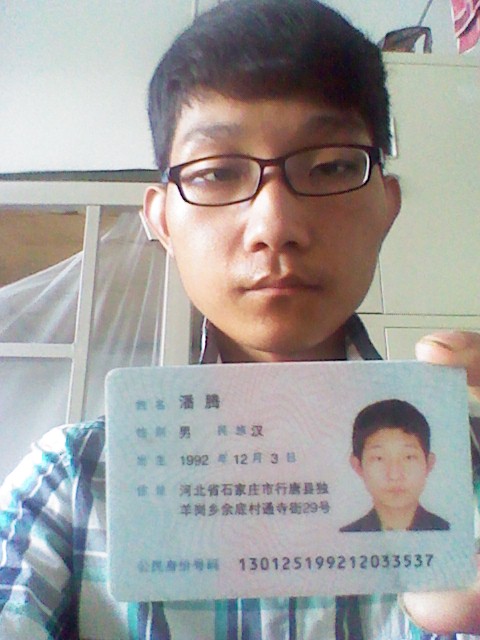 姓名 潘腾
性别 男 民族 汉
出生 1992 年 12 月 3 日
住址 河北省石家庄市行唐县独
羊岗乡余底村通寺街29号
公民身份号码 130125199212033537